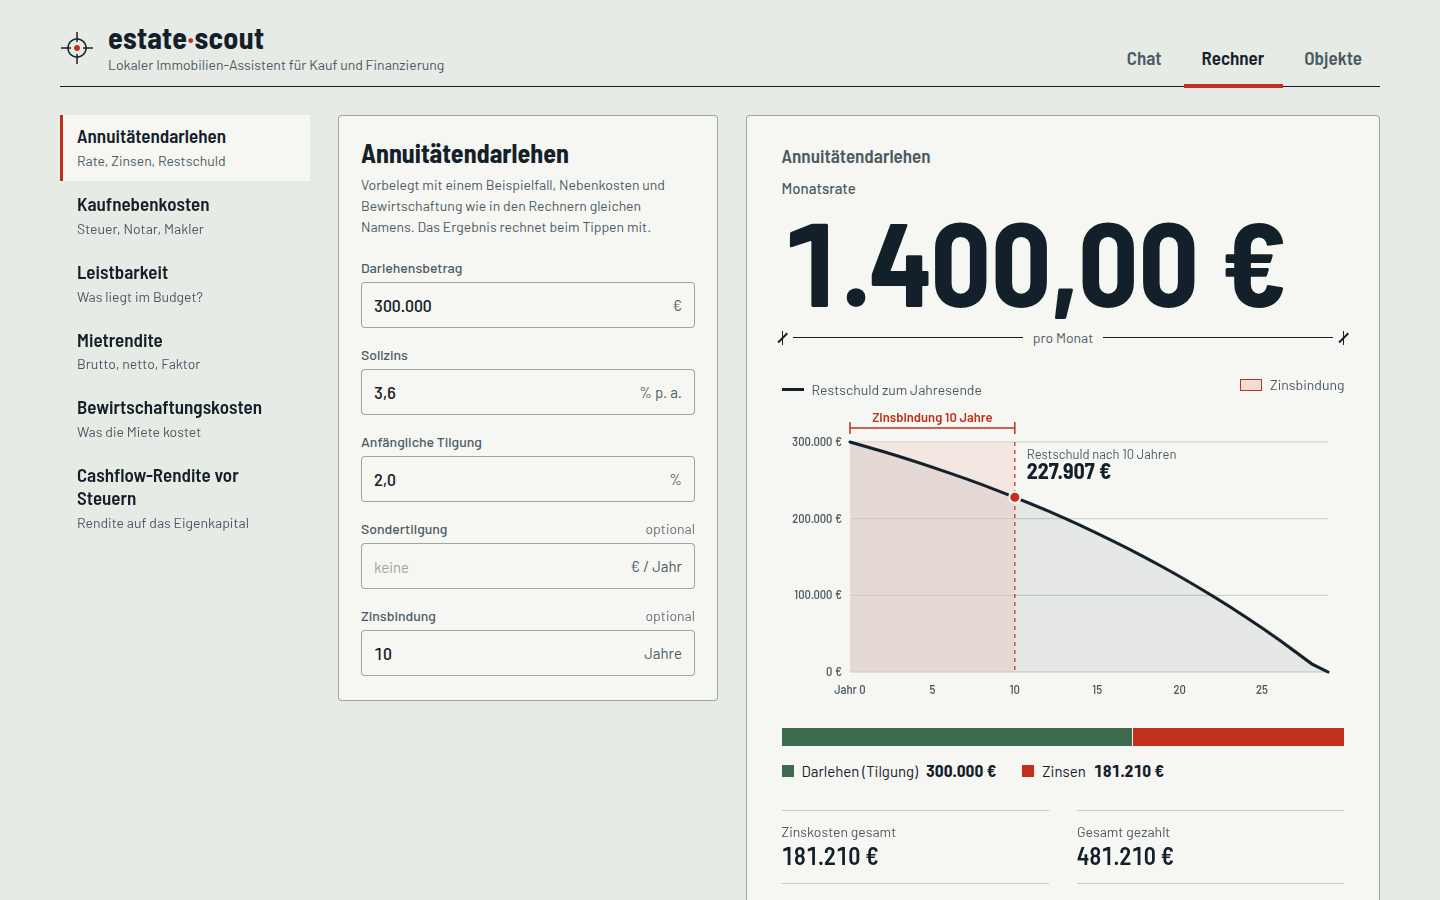 estate·scout
Lokaler Immobilien-Assistent für Kauf und Finanzierung
Chat
Rechner
Objekte
Annuitätendarlehen
Rate, Zinsen, Restschuld
Kaufnebenkosten
Steuer, Notar, Makler
Leistbarkeit
Was liegt im Budget?
Mietrendite
Brutto, netto, Faktor
Bewirtschaftungskosten
Was die Miete kostet
Cashflow-Rendite vor
Steuern
Rendite auf das Eigenkapital
Annuitätendarlehen
Vorbelegt mit einem Beispielfall, Nebenkosten und
Bewirtschaftung wie in den Rechnern gleichen
Namens. Das Ergebnis rechnet beim Tippen mit.
Darlehensbetrag
300.000 €
Sollzins
3,6 % p. a.
Anfängliche Tilgung
2,0 %
Sondertilgung optional
keine € / Jahr
Zinsbindung optional
10 Jahre
Annuitätendarlehen
Monatsrate
1.400,00 €
pro Monat
Restschuld zum Jahresende
Zinsbindung
Zinsbindung 10 Jahre
300.000 €
Restschuld nach 10 Jahren
227.907 €
200.000 €
100.000 €
0 €
Jahr 0 5 10 15 20 25
Darlehen (Tilgung) 300.000 € Zinsen 181.210 €
Zinskosten gesamt
181.210 €
Gesamt gezahlt
481.210 €